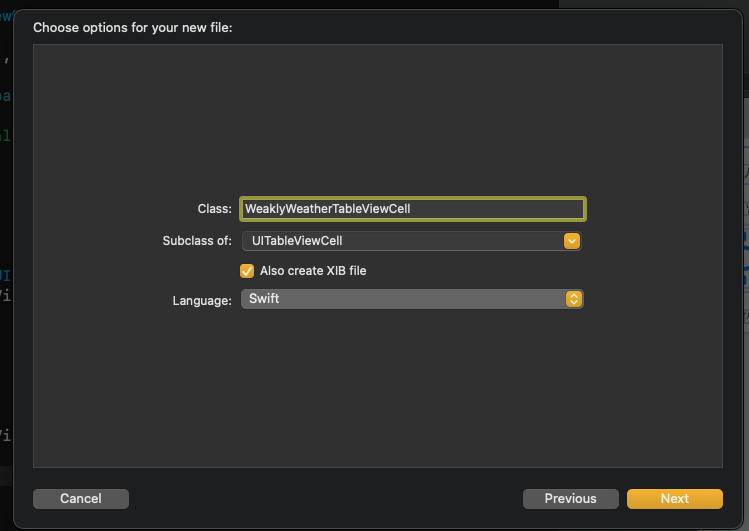 Choose options for your new file:
Class: WeaklyWeatherTableViewCell
Subclass of: UITableViewCell
Also create XIB file
Language: Swift
Cancel Previous Next